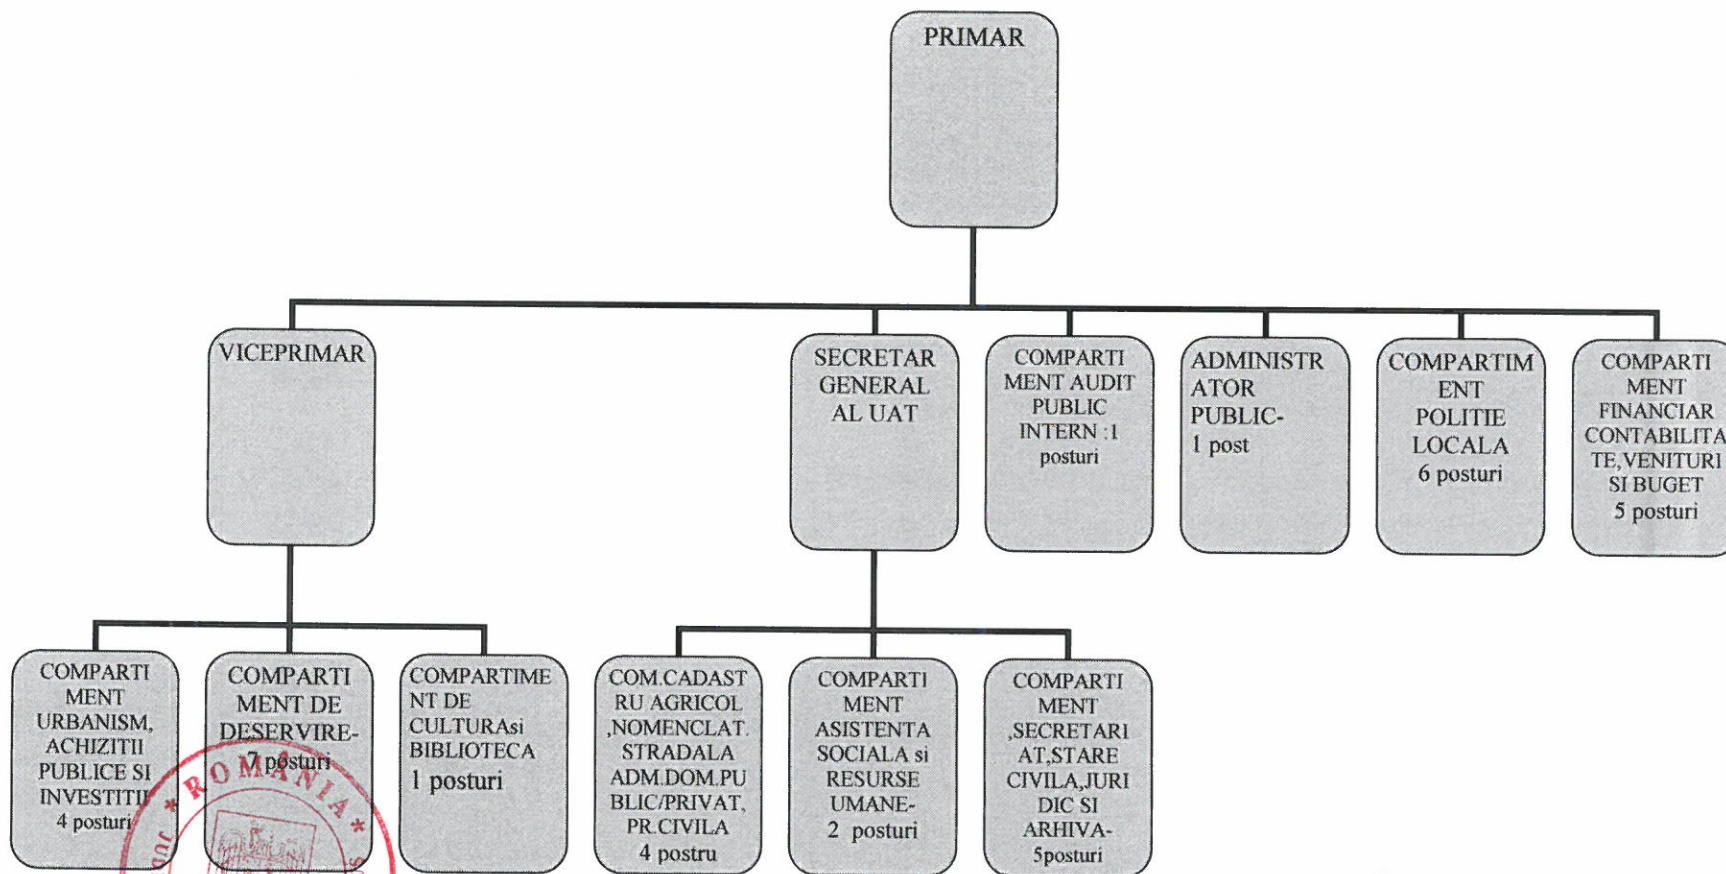 PRIMAR
VICEPRIMAR
SECRETAR
GENERAL
AL UAT
COMPARTI
MENT AUDIT
PUBLIC
INTERN :1
posturi
ADMINISTR
ATOR
PUBLIC-
1 post
COMPARTIM
ENT
POLITIE
LOCALA
6 posturi
COMPARTI
MENT
FINANCIAR
CONTABILITA
TE,VENITURI
SI BUGET
5 posturi
COMPARTI
MENT
URBANISM,
ACHIZITII
PUBLICE SI
INVESTITII
4 posturi
COMPARTI
MENT DE
DESERVIRE-
7 posturi
COMPARTIME
NT DE
CULTURAsi
BIBLIOTECA
1 posturi
COM.CADAST
RU AGRICOL
,NOMENCLAT.
STRADALA
ADM.DOM.PU
BLIC/PRIVAT,
PR.CIVILA
4 postru
COMPARTI
MENT
ASISTENTA
SOCIALA si
RESURSE
UMANE-
2 posturi
COMPARTI
MENT
,SECRETARI
AT,STARE
CIVILA,JURI
DIC SI
ARHIVA-
5posturi
* ROMÂNIA *